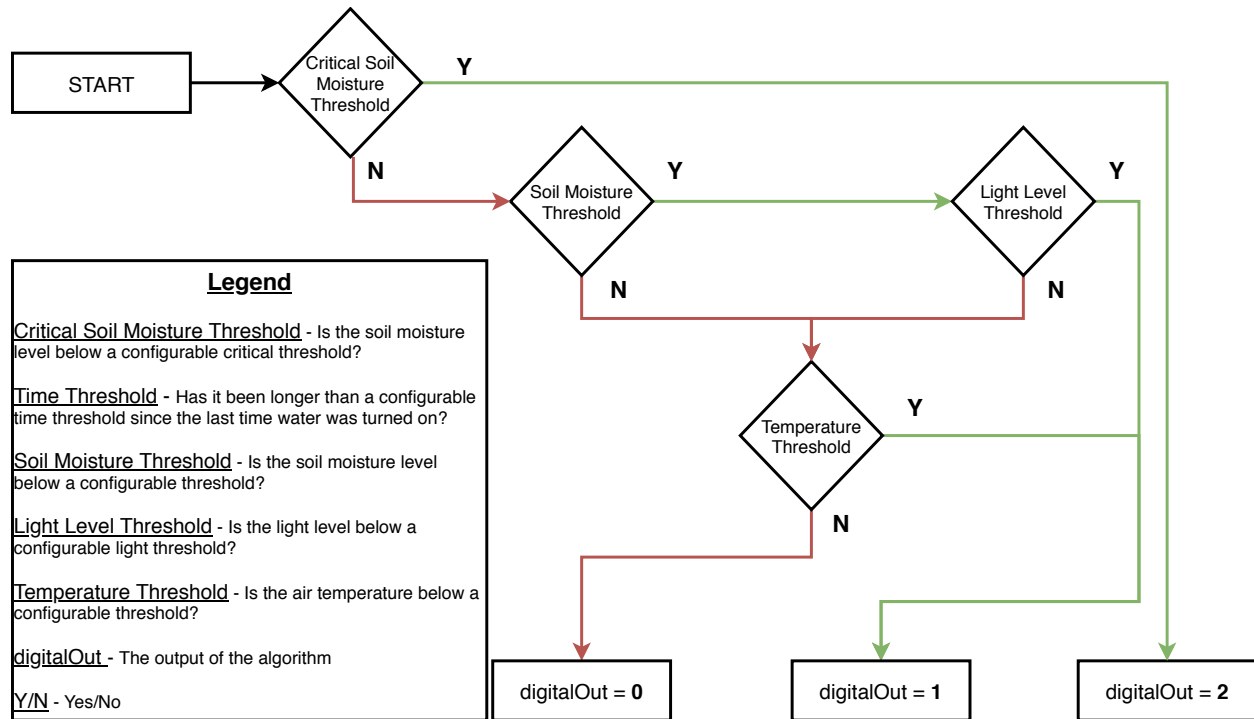 START
Critical Soil
Moisture
Threshold
Y
N
Soil Moisture
Threshold
Y
N
Light Level
Threshold
Y
N
Temperature
Threshold
Y
N
Legend
Critical Soil Moisture Threshold - Is the soil moisture
level below a configurable critical threshold?
Time Threshold - Has it been longer than a configurable
time threshold since the last time water was turned on?
Soil Moisture Threshold - Is the soil moisture level
below a configurable threshold?
Light Level Threshold - Is the light level below a
configurable light threshold?
Temperature Threshold - Is the air temperature below a
configurable threshold?
digitalOut - The output of the algorithm
Y/N - Yes/No
digitalOut = 0
digitalOut = 1
digitalOut = 2